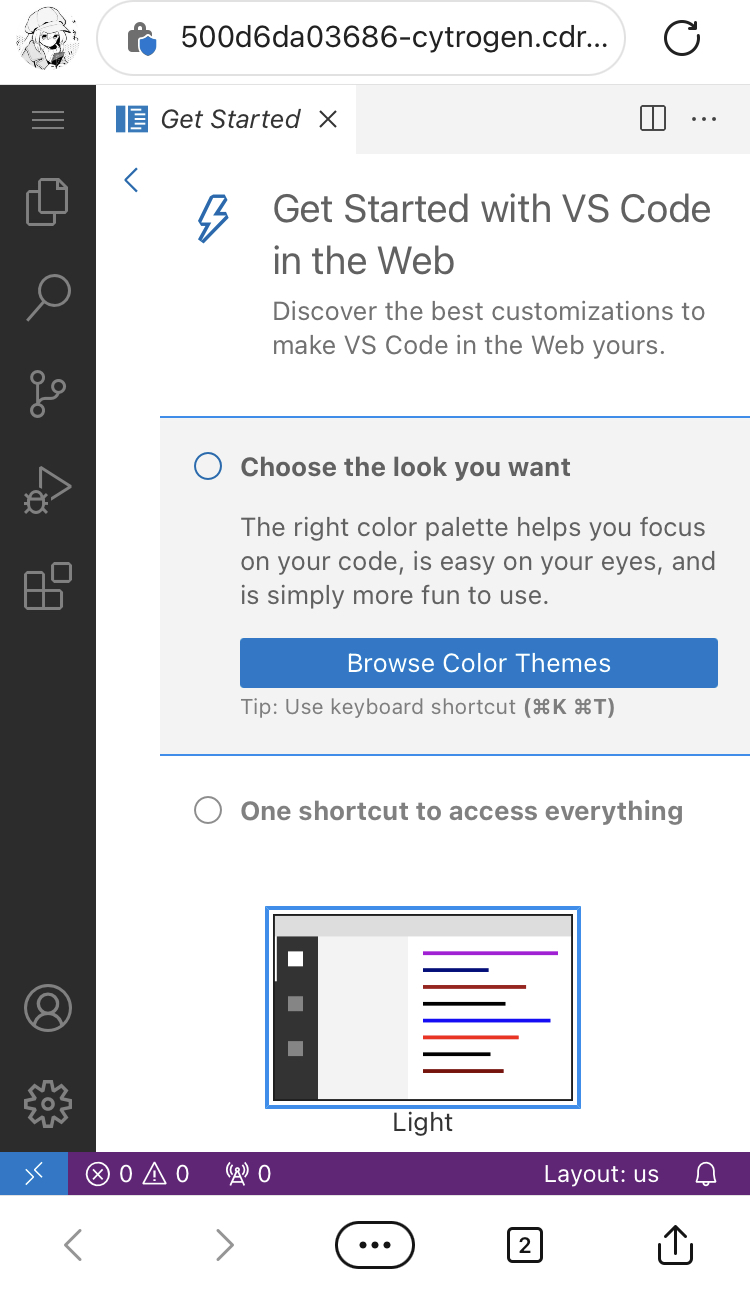 500d6da03686-cytrogen.cdr...
Get Started
Get Started with VS Code
in the Web
Discover the best customizations to
make VS Code in the Web yours.
Choose the look you want
The right color palette helps you focus
on your code, is easy on your eyes, and
is simply more fun to use.
Browse Color Themes
Tip: Use keyboard shortcut (⌘K ⌘T)
One shortcut to access everything
Light
0 0 0 Layout: us
2